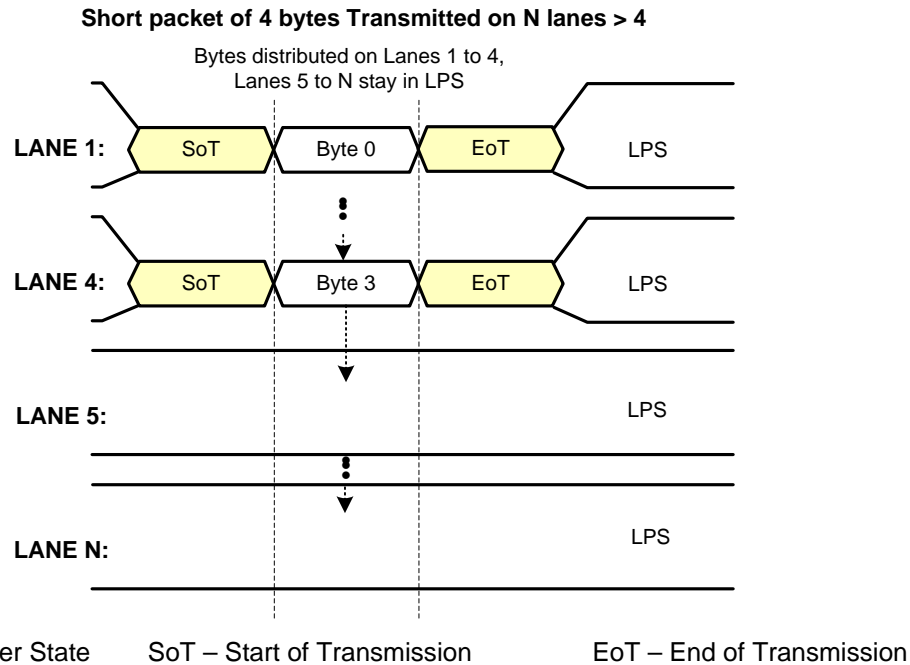 Short packet of 4 bytes Transmitted on N lanes > 4
Bytes distributed on Lanes 1 to 4,
Lanes 5 to N stay in LPS
LANE 1: SoT Byte 0 EoT LPS
LANE 4: SoT Byte 3 EoT LPS
LANE 5: LPS
LANE N: LPS
er State SoT – Start of Transmission EoT – End of Transmission